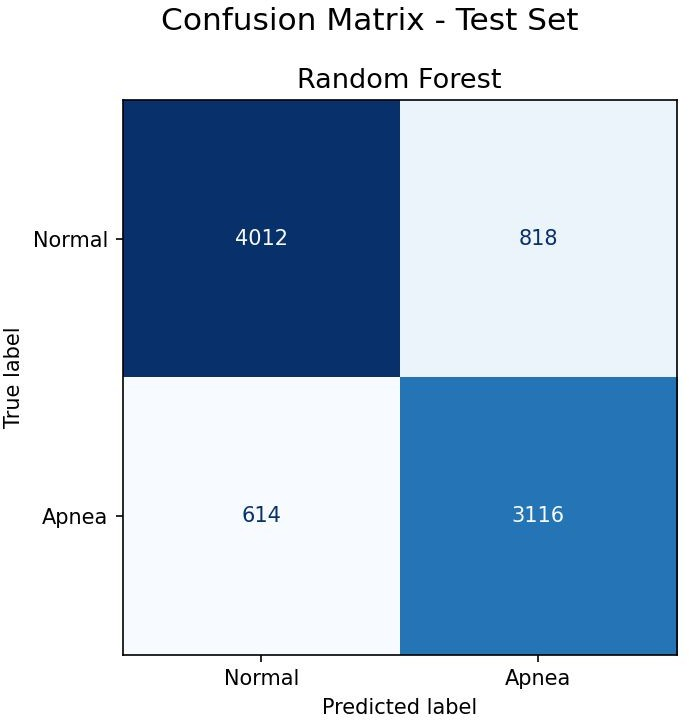 Confusion Matrix - Test Set
Random Forest
True label
Normal
4012
818
Apnea
614
3116
Normal
Apnea
Predicted label